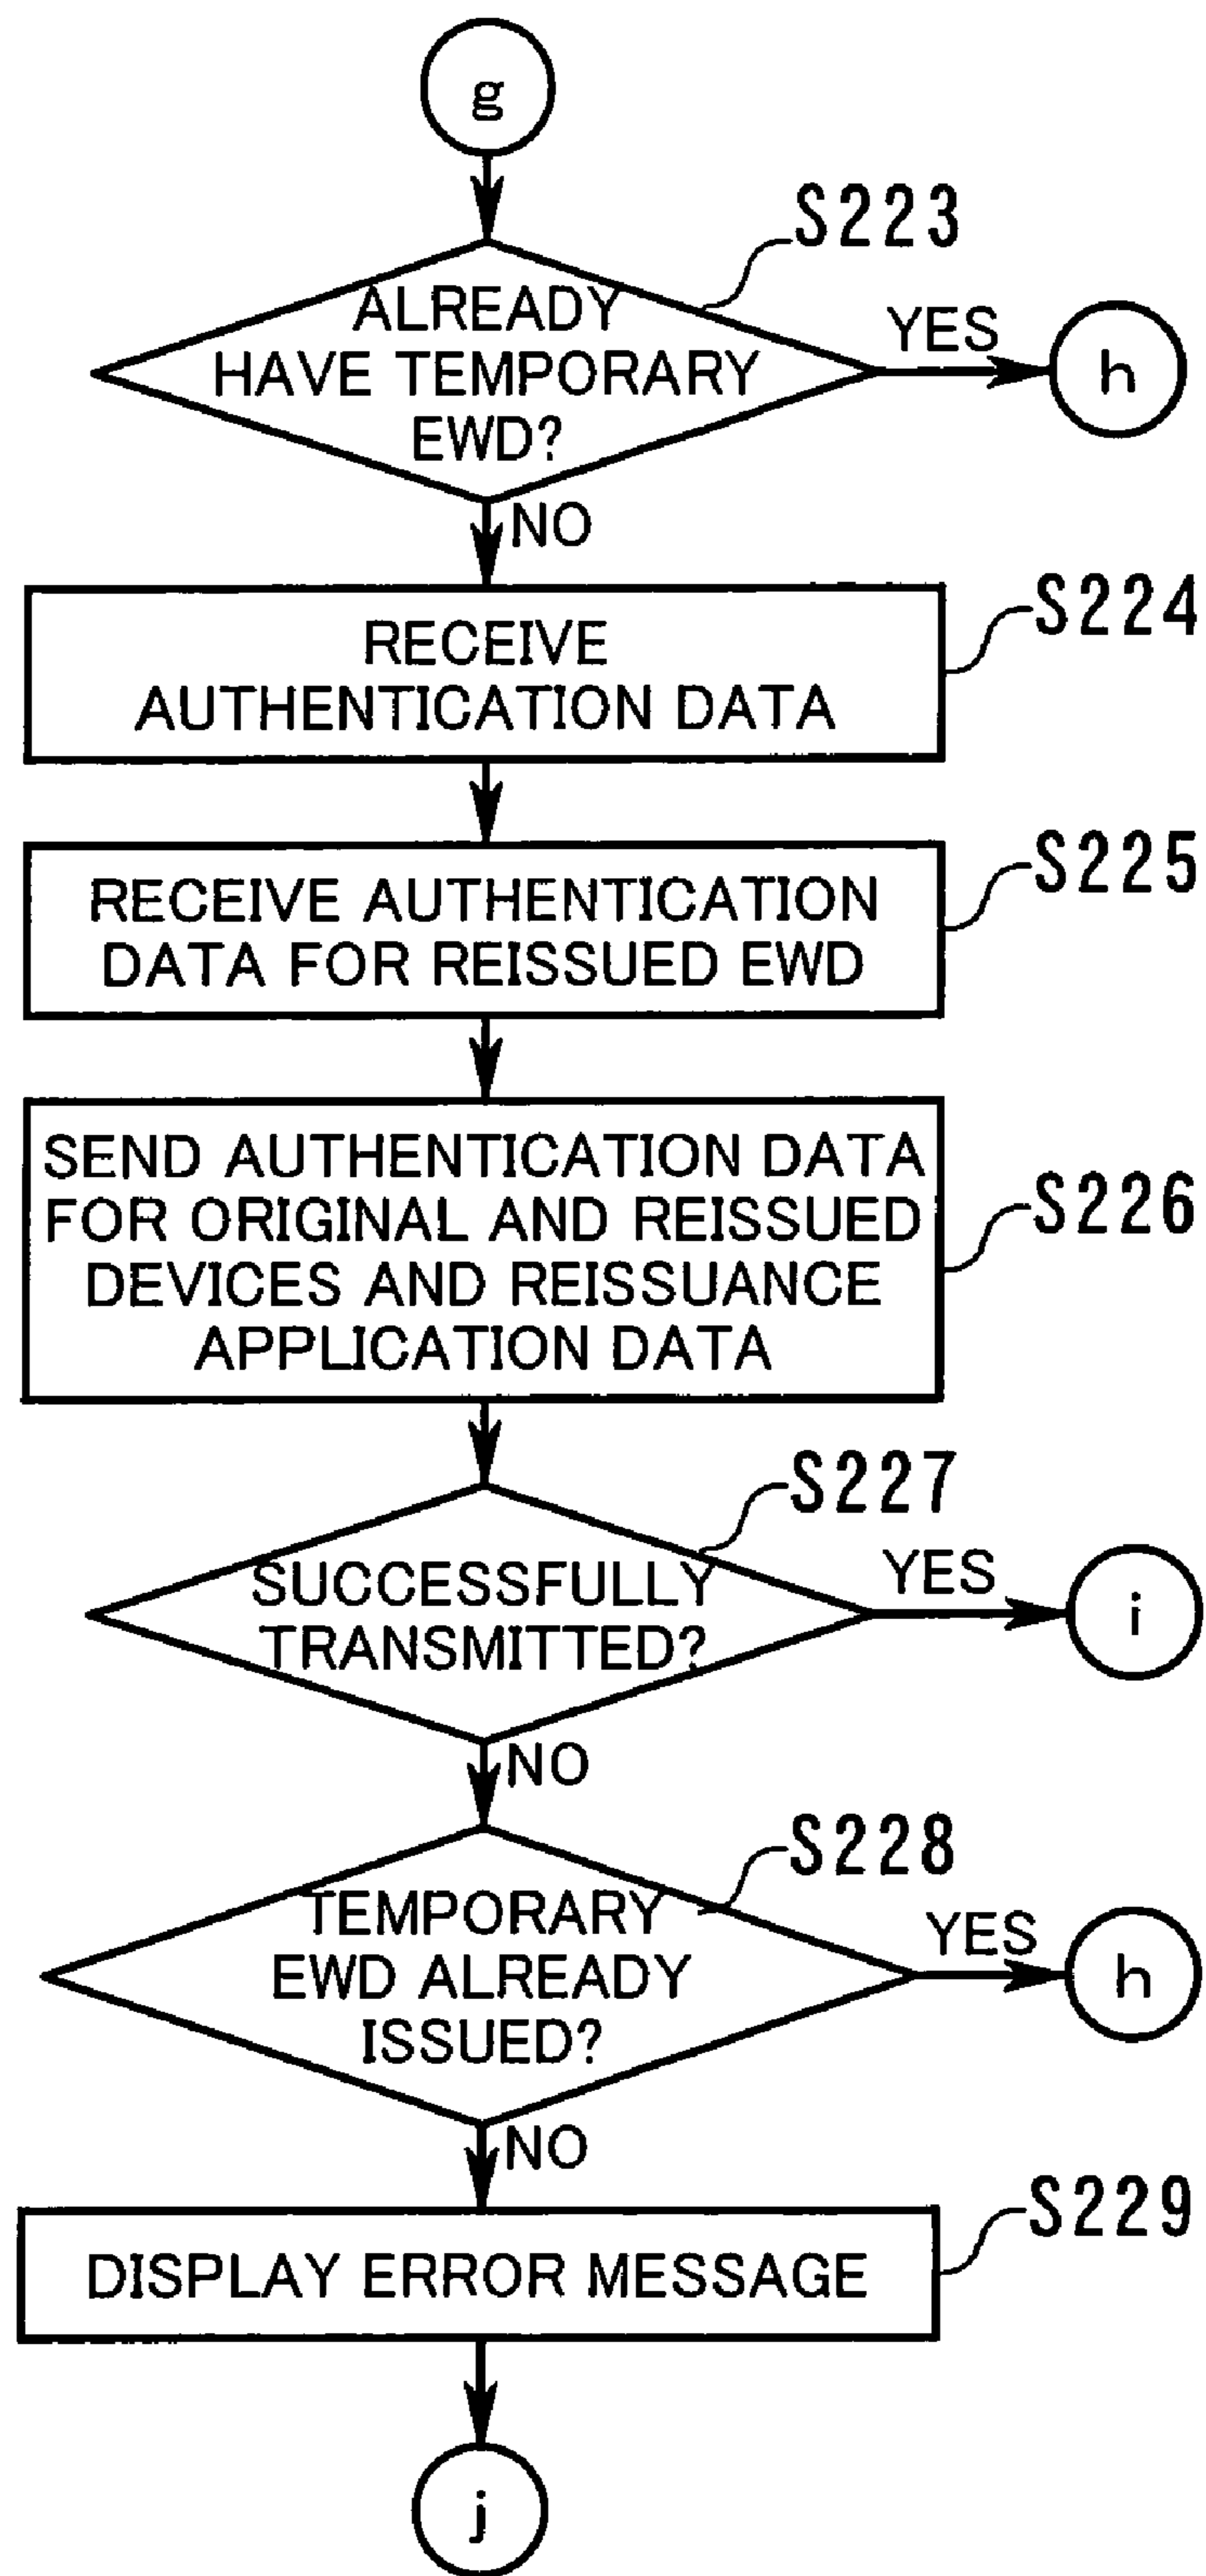 g
S223
ALREADY
HAVE TEMPORARY
EWD?
YES
h
NO
S224
RECEIVE
AUTHENTICATION DATA
S225
RECEIVE AUTHENTICATION
DATA FOR REISSUED EWD
S226
SEND AUTHENTICATION DATA
FOR ORIGINAL AND REISSUED
DEVICES AND REISSUANCE
APPLICATION DATA
S227
SUCCESSFULLY
TRANSMITTED?
YES
i
NO
S228
TEMPORARY
EWD ALREADY
ISSUED?
YES
h
NO
S229
DISPLAY ERROR MESSAGE
j